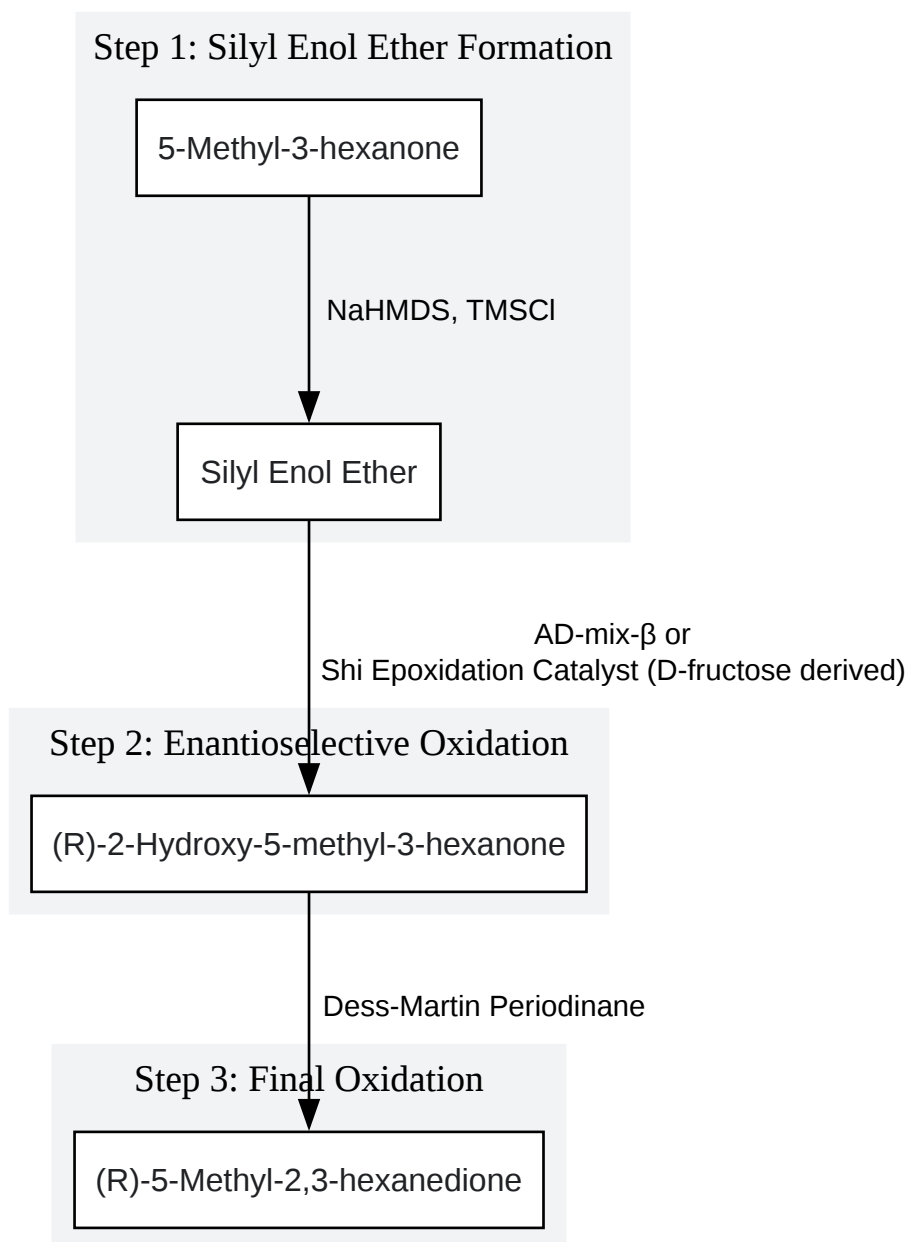 Step 1: Silyl Enol Ether Formation
5-Methyl-3-hexanone
NaHMDS, TMSCl
Silyl Enol Ether
AD-mix-β or
Shi Epoxidation Catalyst (D-fructose derived)
Step 2: Enantioselective Oxidation
(R)-2-Hydroxy-5-methyl-3-hexanone
Dess-Martin Periodinane
Step 3: Final Oxidation
(R)-5-Methyl-2,3-hexanedione